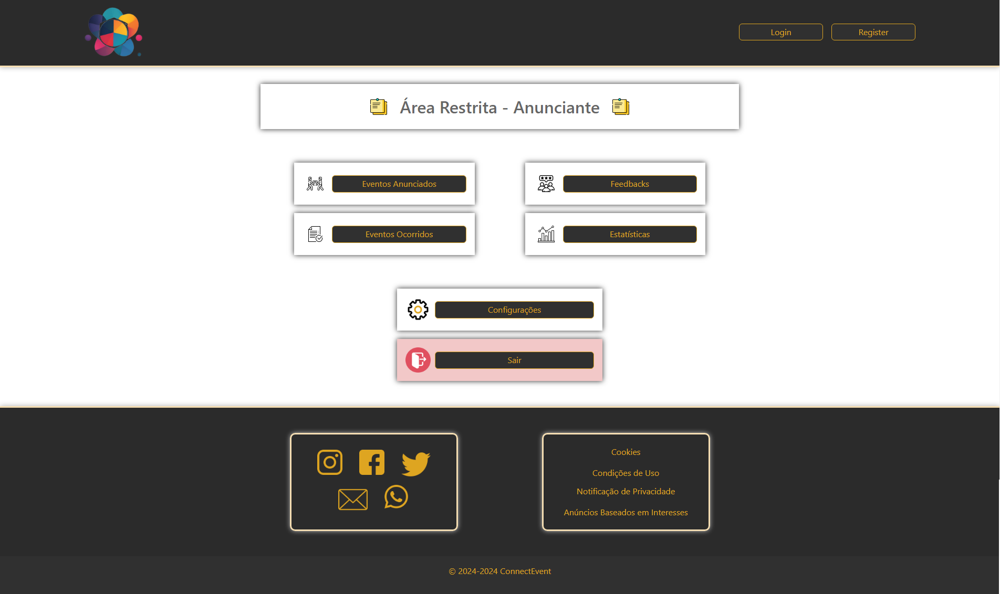 Login
Register
Área Restrita - Anunciante
Eventos Anunciados
Feedbacks
Eventos Ocorridos
Estatísticas
Configurações
Sair
Cookies
Condições de Uso
Notificação de Privacidade
Anúncios Baseados em Interesses
© 2024-2024 ConnectEvent